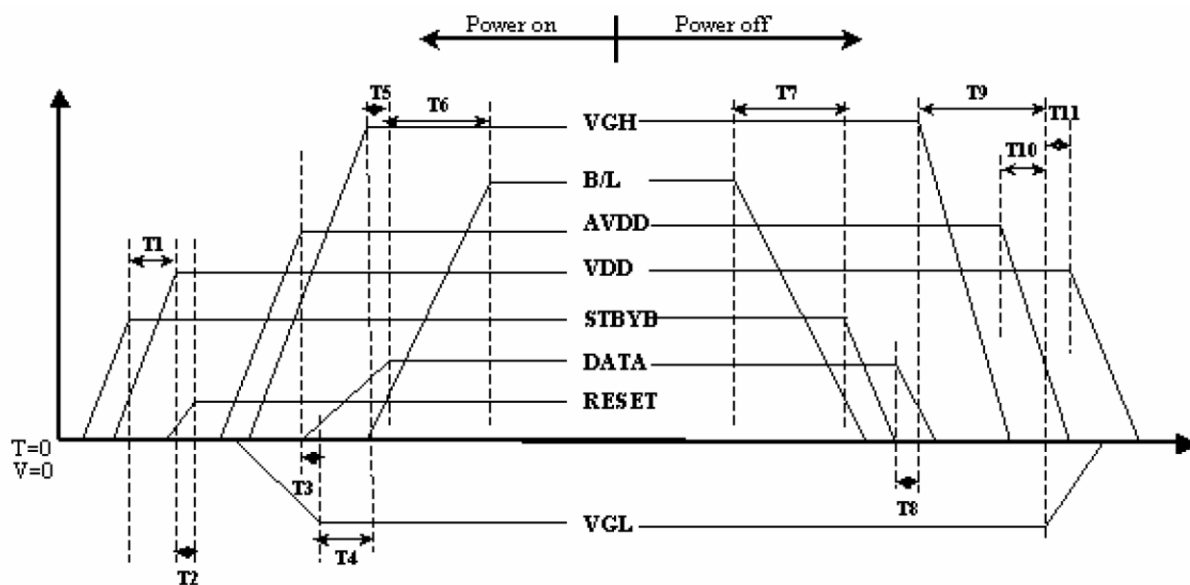 Power on Power off
T5
T6
T7
T9
T11
VGH
T10
B/L
AVDD
T1
VDD
STBYB
DATA
RESET
T=0
V=0
T3
T8
VGL
T4
T2